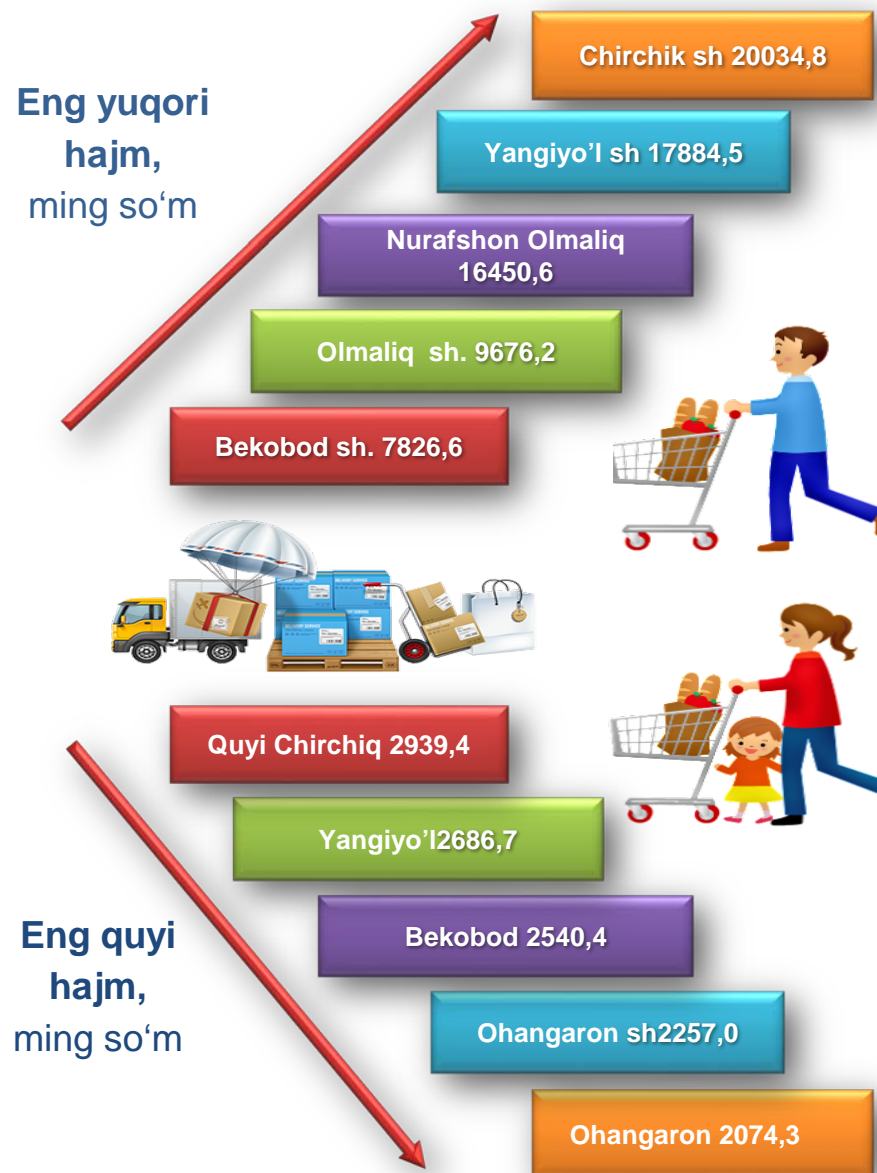 Chirchik sh 20034,8
Eng yuqori
hajm,
ming so‘m
Yangiyo’l sh 17884,5
Nurafshon Olmaliq
16450,6
Olmaliq sh. 9676,2
Bekobod sh. 7826,6
Quyi Chirchiq 2939,4
Yangiyo’l2686,7
Eng quyi
hajm,
ming so‘m
Bekobod 2540,4
Ohangaron sh2257,0
Ohangaron 2074,3